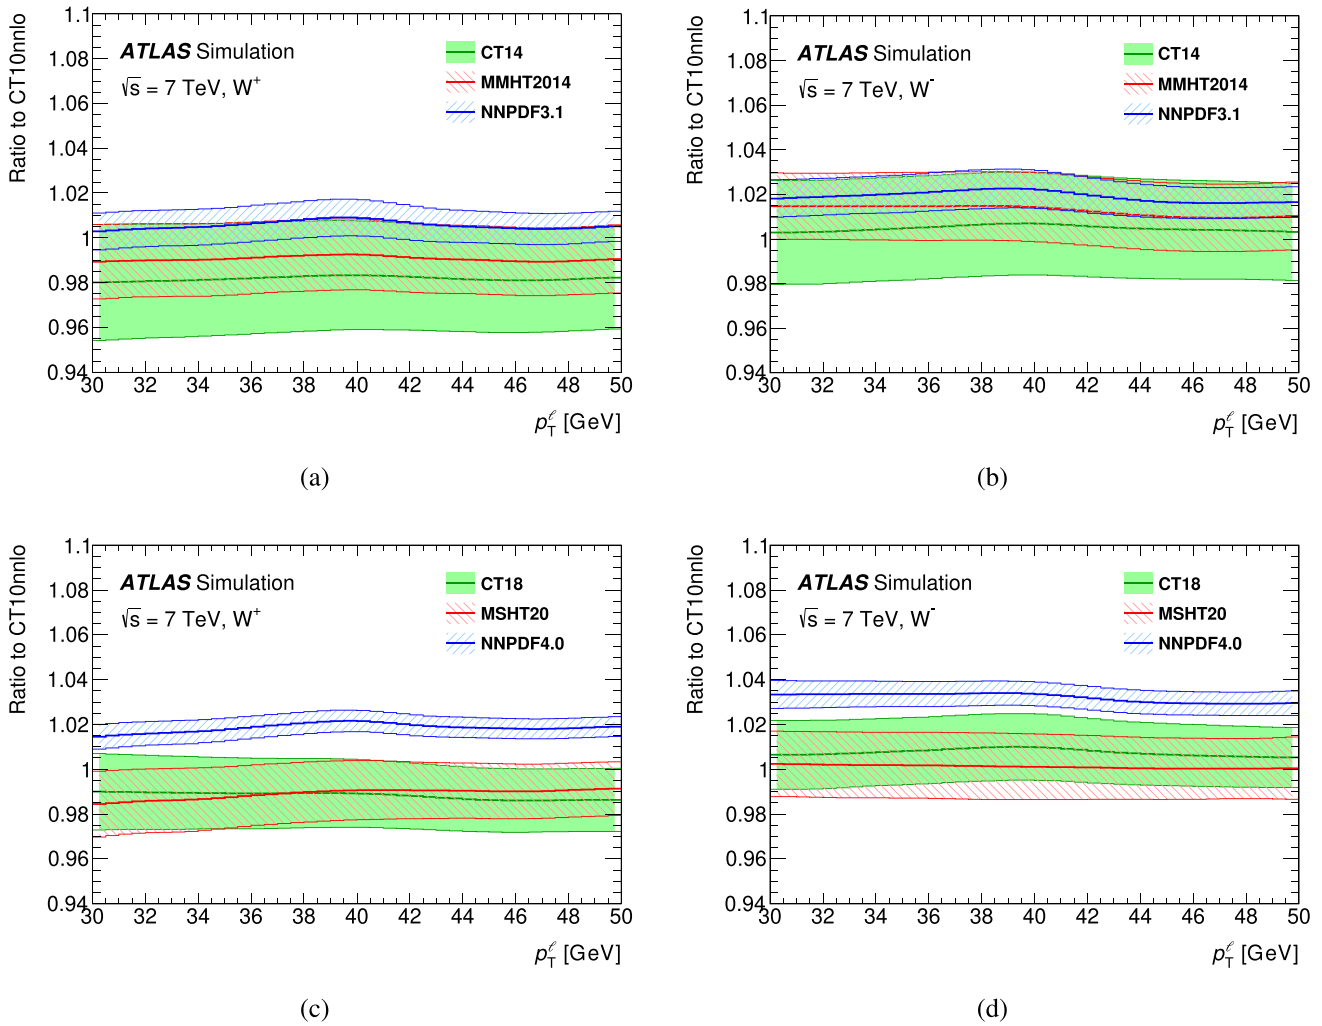 Ratio to CT10nnlo
1.1
1.08
1.06
1.04
1.02
1
0.98
0.96
0.94
ATLAS Simulation
√s = 7 TeV, W⁺
CT14
MMHT2014
NNPDF3.1
30 32 34 36 38 40 42 44 46 48 50
p_T^ℓ [GeV]
(a)
Ratio to CT10nnlo
1.1
1.08
1.06
1.04
1.02
1
0.98
0.96
0.94
ATLAS Simulation
√s = 7 TeV, W⁻
CT14
MMHT2014
NNPDF3.1
30 32 34 36 38 40 42 44 46 48 50
p_T^ℓ [GeV]
(b)
Ratio to CT10nnlo
1.1
1.08
1.06
1.04
1.02
1
0.98
0.96
0.94
ATLAS Simulation
√s = 7 TeV, W⁺
CT18
MSHT20
NNPDF4.0
30 32 34 36 38 40 42 44 46 48 50
p_T^ℓ [GeV]
(c)
Ratio to CT10nnlo
1.1
1.08
1.06
1.04
1.02
1
0.98
0.96
0.94
ATLAS Simulation
√s = 7 TeV, W⁻
CT18
MSHT20
NNPDF4.0
30 32 34 36 38 40 42 44 46 48 50
p_T^ℓ [GeV]
(d)